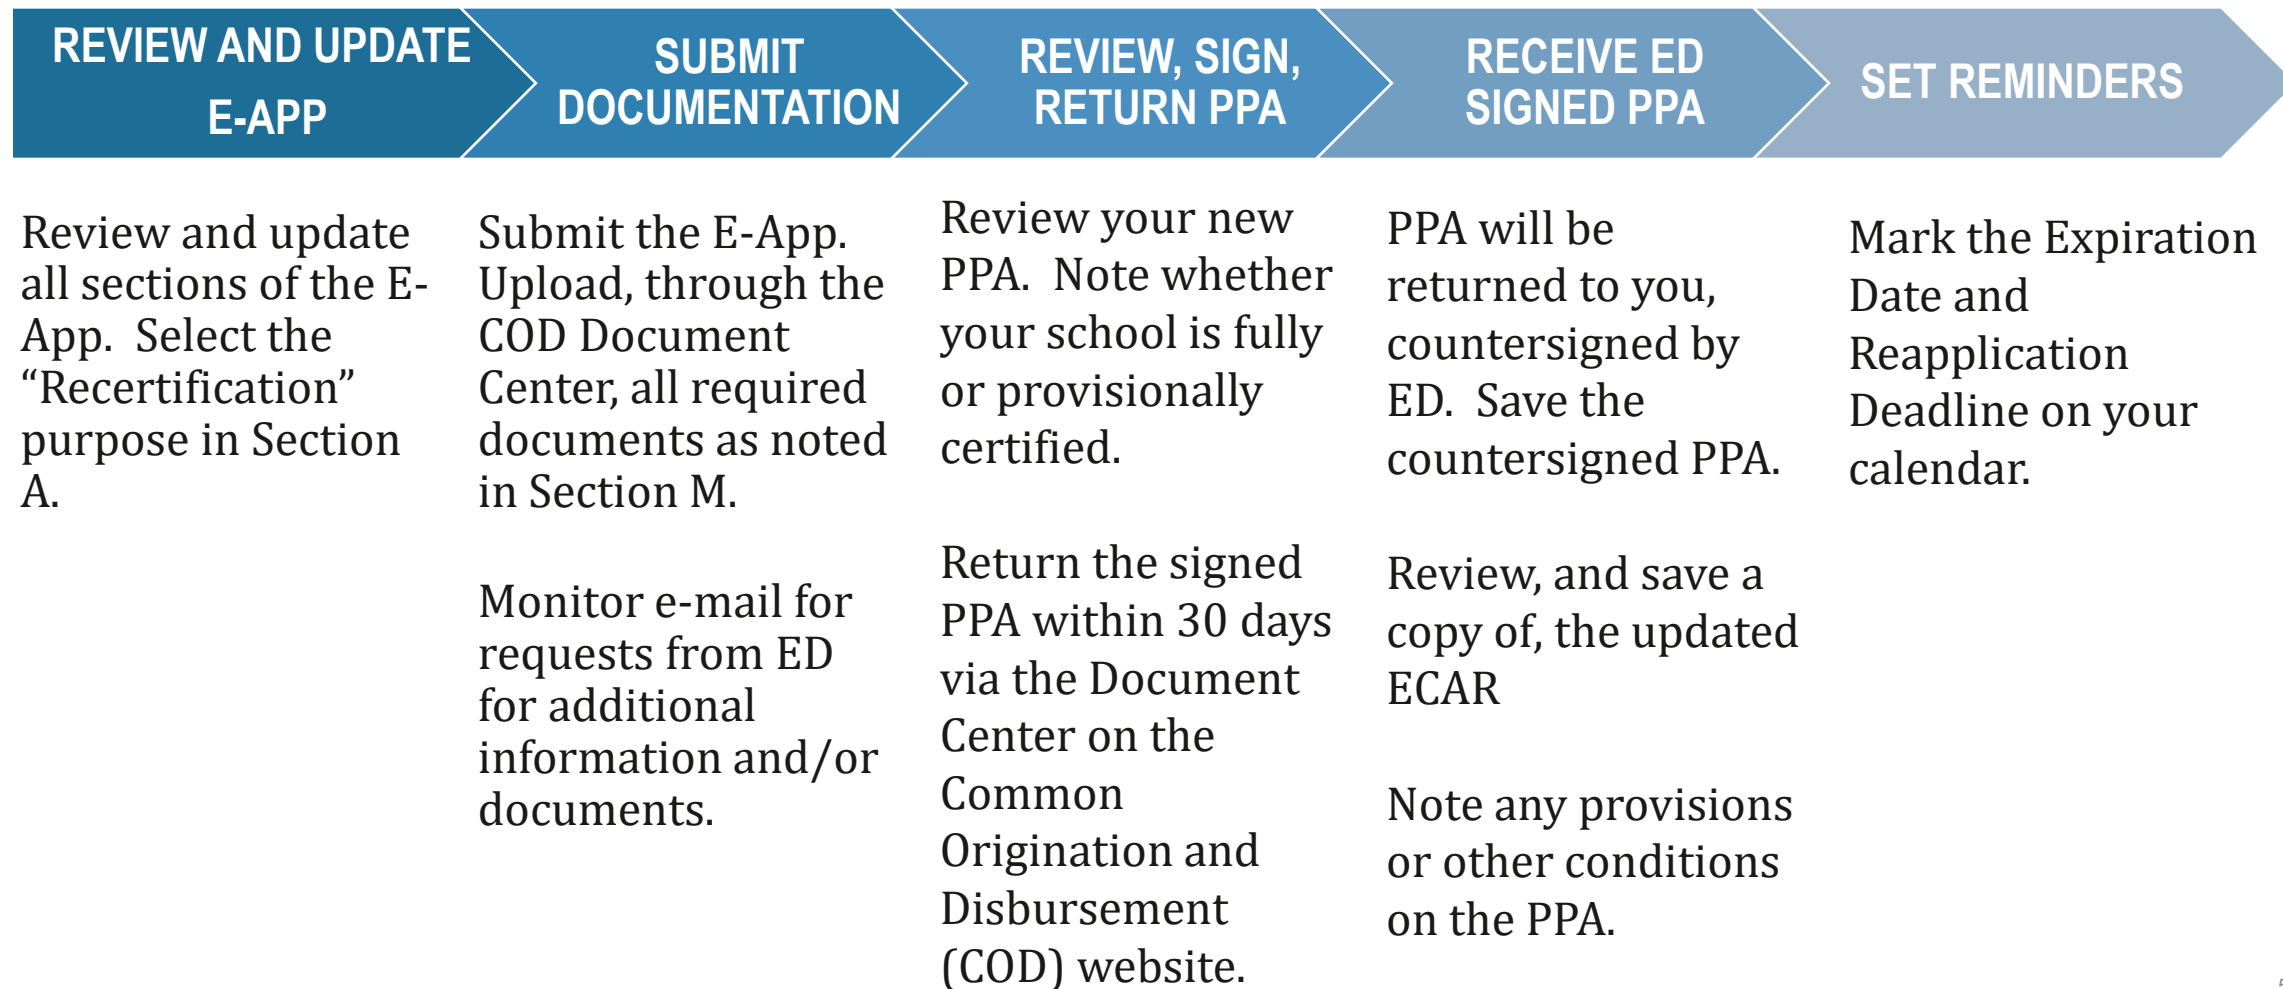 REVIEW AND UPDATE
E-APP
SUBMIT
DOCUMENTATION
REVIEW, SIGN,
RETURN PPA
RECEIVE ED
SIGNED PPA
SET REMINDERS
Review and update
all sections of the E-
App.  Select the
“Recertification”
purpose in Section
A.
Submit the E-App.
Upload, through the
COD Document
Center, all required
documents as noted
in Section M.
Monitor e-mail for
requests from ED
for additional
information and/or
documents.
Review your new
PPA.  Note whether
your school is fully
or provisionally
certified.
Return the signed
PPA within 30 days
via the Document
Center on the
Common
Origination and
Disbursement
(COD) website.
PPA will be
returned to you,
countersigned by
ED.  Save the
countersigned PPA.
Review, and save a
copy of, the updated
ECAR
Note any provisions
or other conditions
on the PPA.
Mark the Expiration
Date and
Reapplication
Deadline on your
calendar.